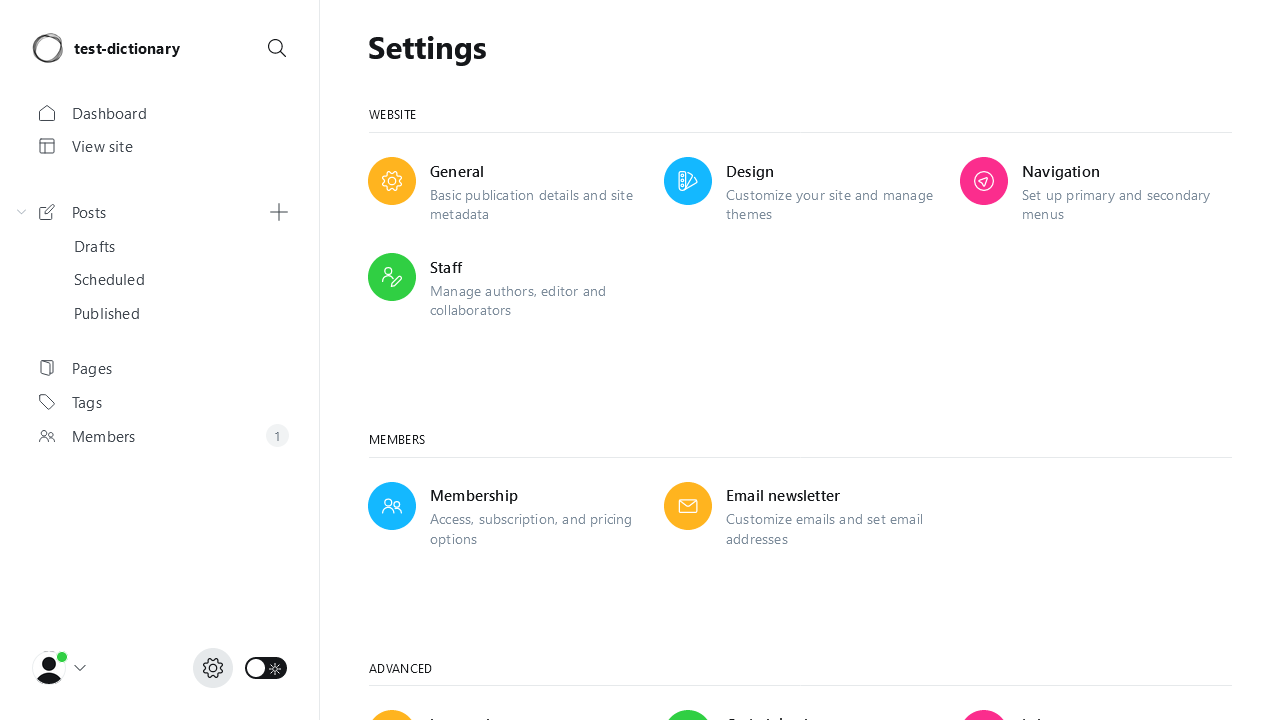 test-dictionary
Dashboard
View site
Posts
Drafts
Scheduled
Published
Pages
Tags
Members
1
Settings
WEBSITE
General
Basic publication details and site
metadata
Design
Customize your site and manage
themes
Navigation
Set up primary and secondary
menus
Staff
Manage authors, editor and
collaborators
MEMBERS
Membership
Access, subscription, and pricing
options
Email newsletter
Customize emails and set email
addresses
ADVANCED